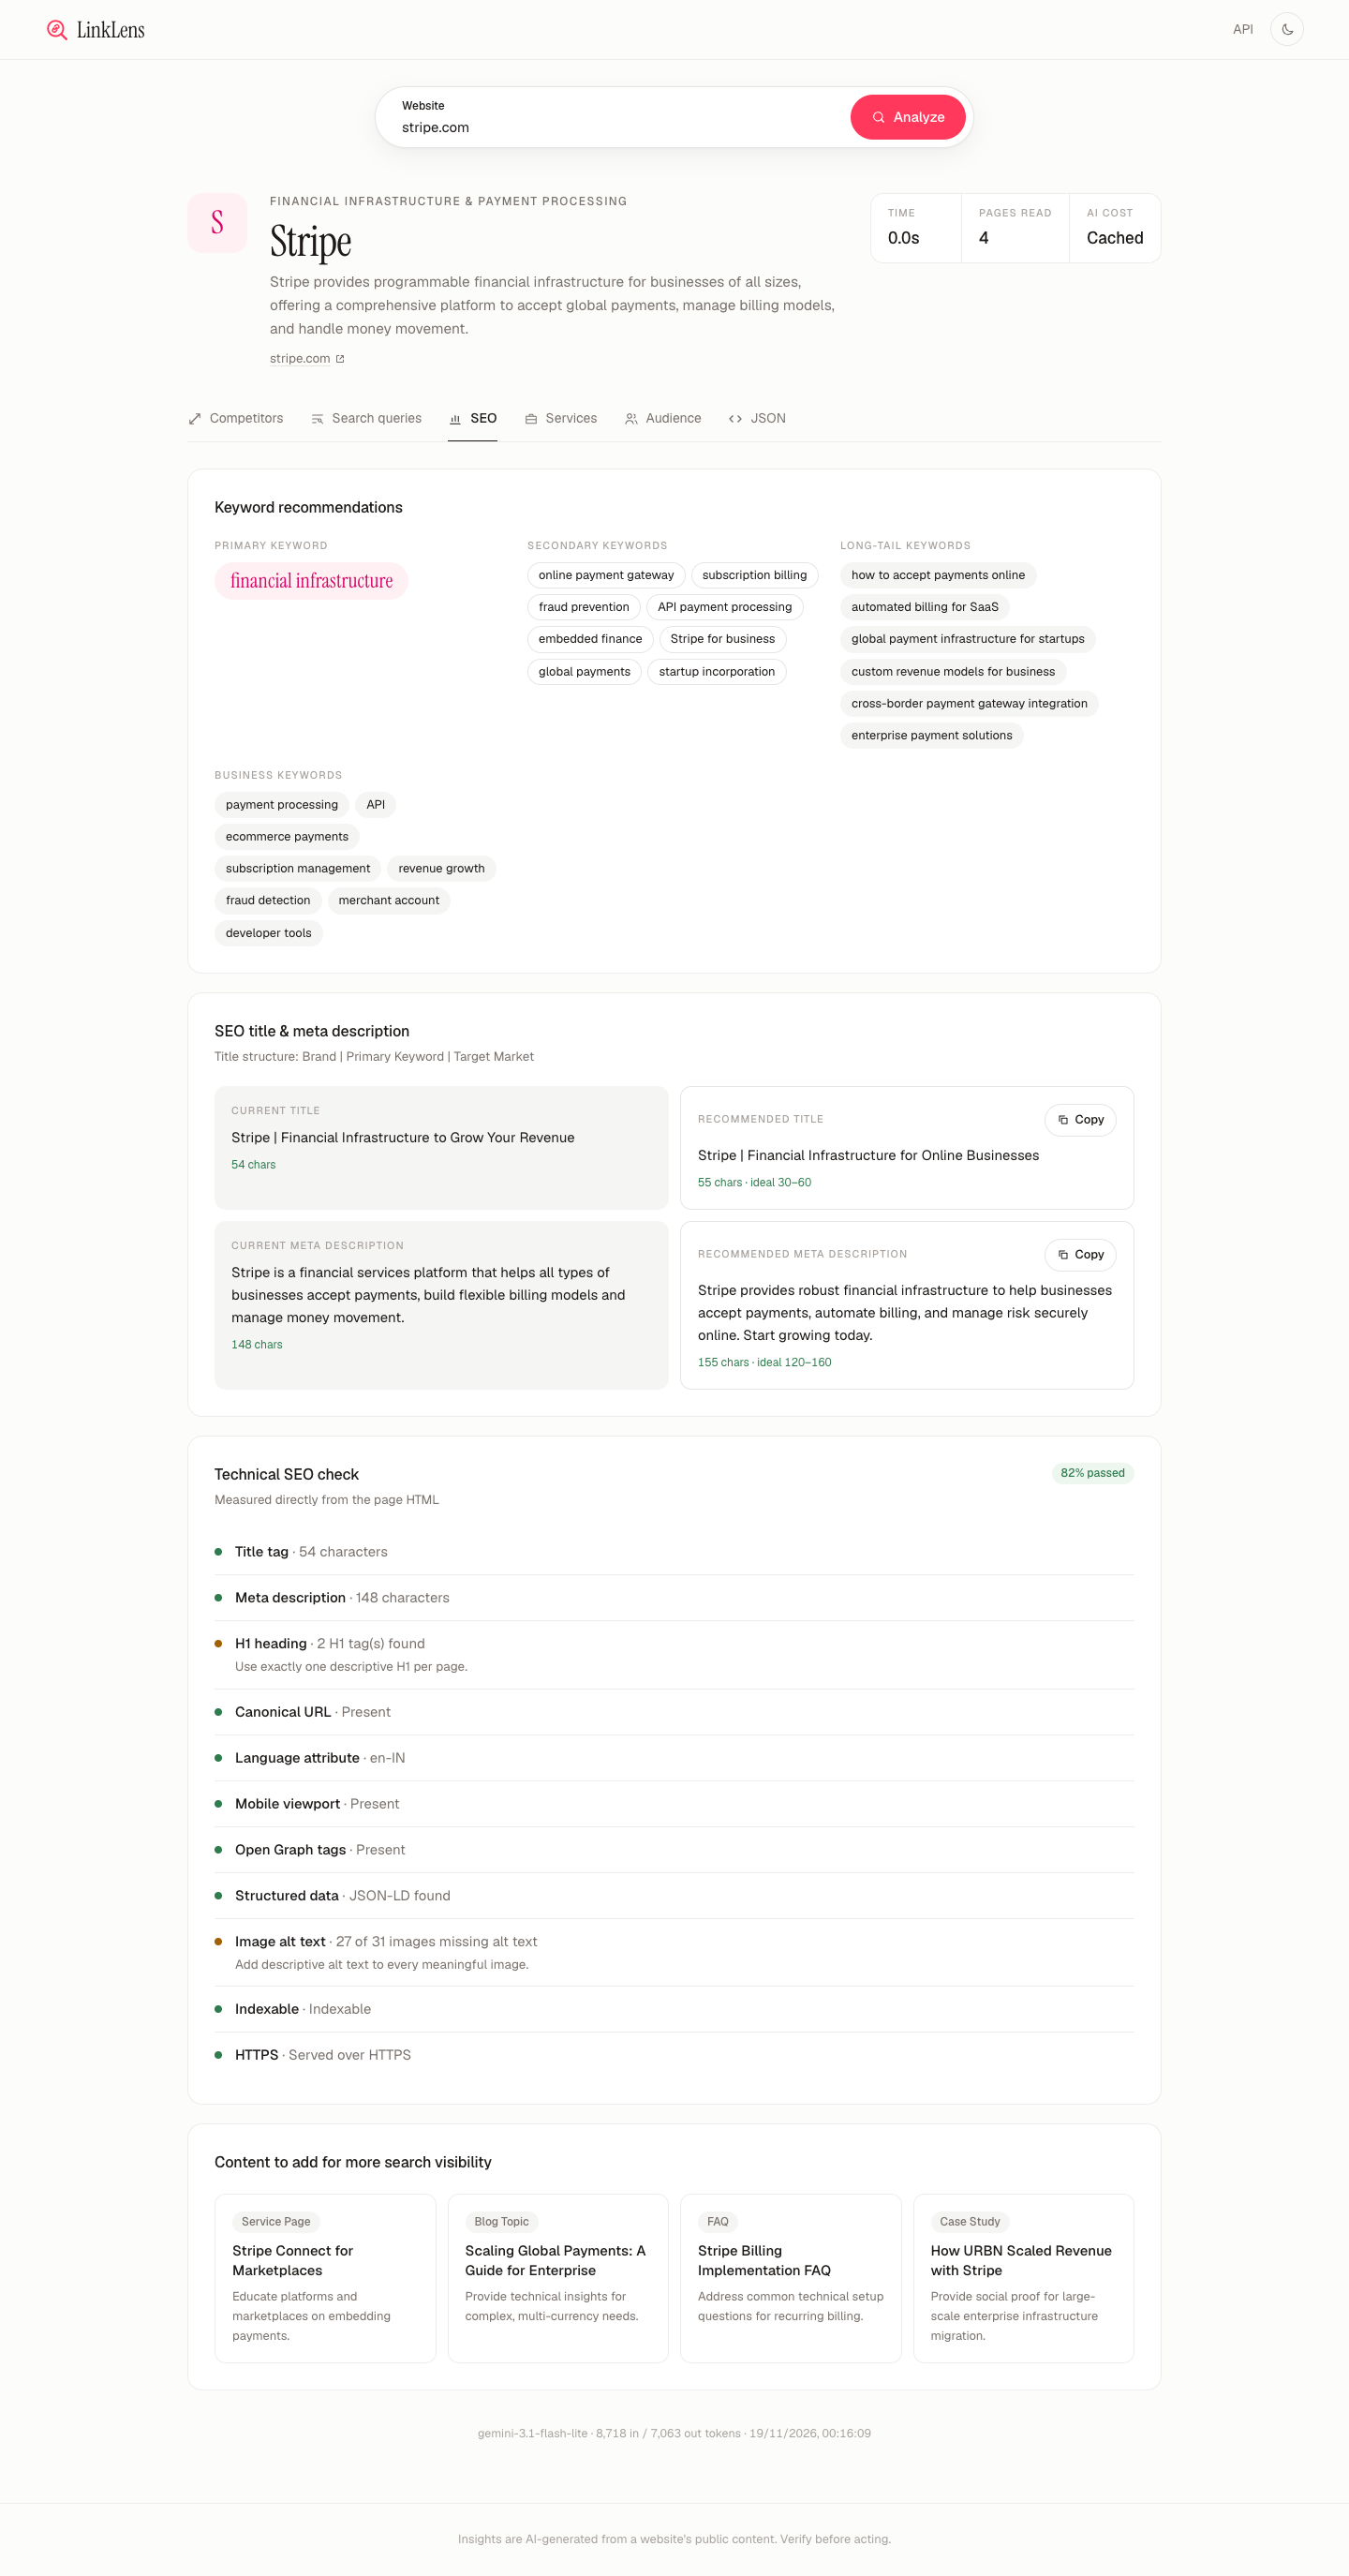 LinkLens
API
Website
stripe.com
Analyze
S
FINANCIAL INFRASTRUCTURE & PAYMENT PROCESSING
Stripe
Stripe provides programmable financial infrastructure for businesses of all sizes,
offering a comprehensive platform to accept global payments, manage billing models,
and handle money movement.
stripe.com
TIME
0.0s
PAGES READ
4
AI COST
Cached
Competitors
Search queries
SEO
Services
Audience
JSON
Keyword recommendations
PRIMARY KEYWORD
financial infrastructure
SECONDARY KEYWORDS
online payment gateway
subscription billing
fraud prevention
API payment processing
embedded finance
Stripe for business
global payments
startup incorporation
LONG-TAIL KEYWORDS
how to accept payments online
automated billing for SaaS
global payment infrastructure for startups
custom revenue models for business
cross-border payment gateway integration
enterprise payment solutions
BUSINESS KEYWORDS
payment processing
API
ecommerce payments
subscription management
revenue growth
fraud detection
merchant account
developer tools
SEO title & meta description
Title structure: Brand | Primary Keyword | Target Market
CURRENT TITLE
Stripe | Financial Infrastructure to Grow Your Revenue
54 chars
RECOMMENDED TITLE
Copy
Stripe | Financial Infrastructure for Online Businesses
55 chars · ideal 30–60
CURRENT META DESCRIPTION
Stripe is a financial services platform that helps all types of
businesses accept payments, build flexible billing models and
manage money movement.
148 chars
RECOMMENDED META DESCRIPTION
Copy
Stripe provides robust financial infrastructure to help businesses
accept payments, automate billing, and manage risk securely
online. Start growing today.
155 chars · ideal 120–160
Technical SEO check
82% passed
Measured directly from the page HTML
Title tag · 54 characters
Meta description · 148 characters
H1 heading · 2 H1 tag(s) found
Use exactly one descriptive H1 per page.
Canonical URL · Present
Language attribute · en-IN
Mobile viewport · Present
Open Graph tags · Present
Structured data · JSON-LD found
Image alt text · 27 of 31 images missing alt text
Add descriptive alt text to every meaningful image.
Indexable · Indexable
HTTPS · Served over HTTPS
Content to add for more search visibility
Service Page
Stripe Connect for
Marketplaces
Educate platforms and
marketplaces on embedding
payments.
Blog Topic
Scaling Global Payments: A
Guide for Enterprise
Provide technical insights for
complex, multi-currency needs.
FAQ
Stripe Billing
Implementation FAQ
Address common technical setup
questions for recurring billing.
Case Study
How URBN Scaled Revenue
with Stripe
Provide social proof for large-
scale enterprise infrastructure
migration.
gemini-3.1-flash-lite · 8,718 in / 7,063 out tokens · 19/11/2026, 00:16:09
Insights are AI-generated from a website's public content. Verify before acting.